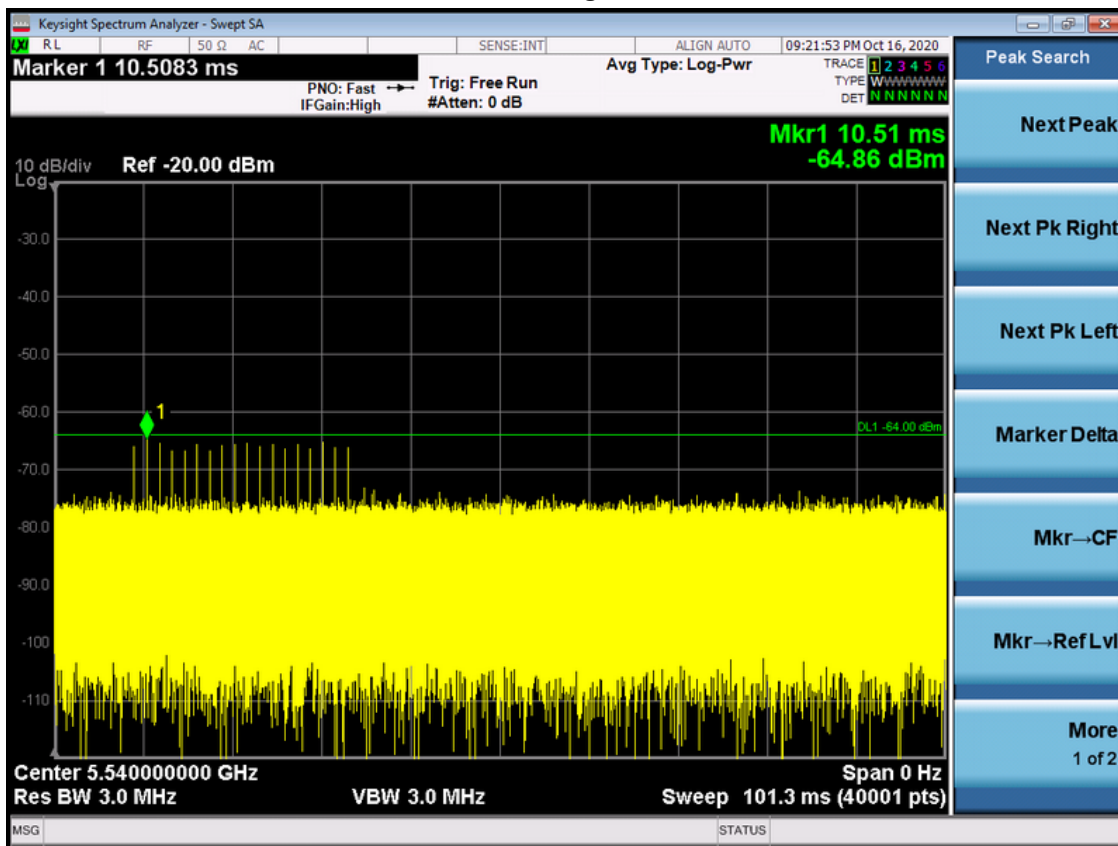 Keysight Spectrum Analyzer - Swept SA
LXI RL RF 50 Ω AC SENSE:INT ALIGN AUTO 09:21:53 PM Oct 16, 2020
Marker 1 10.5083 ms
PNO: Fast
IFGain:High
Trig: Free Run
#Atten: 0 dB
Avg Type: Log-Pwr
TRACE 1 2 3 4 5 6
TYPE WWWWWW
DET N N N N N N
Mkr1 10.51 ms
-64.86 dBm
10 dB/div Ref -20.00 dBm
Log
-30.0
-40.0
-50.0
-60.0
1
DL1 -64.00 dBm
-70.0
-80.0
-90.0
-100
-110
Center 5.540000000 GHz Span 0 Hz
Res BW 3.0 MHz VBW 3.0 MHz Sweep 101.3 ms (40001 pts)
MSG STATUS
Peak Search
Next Peak
Next Pk Right
Next Pk Left
Marker Delta
Mkr→CF
Mkr→Ref Lvl
More
1 of 2